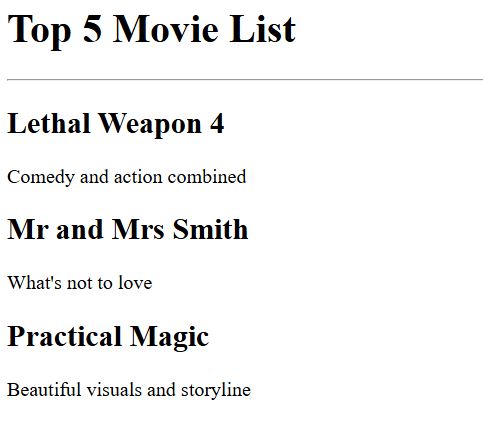 Top 5 Movie List
Lethal Weapon 4
Comedy and action combined
Mr and Mrs Smith
What's not to love
Practical Magic
Beautiful visuals and storyline